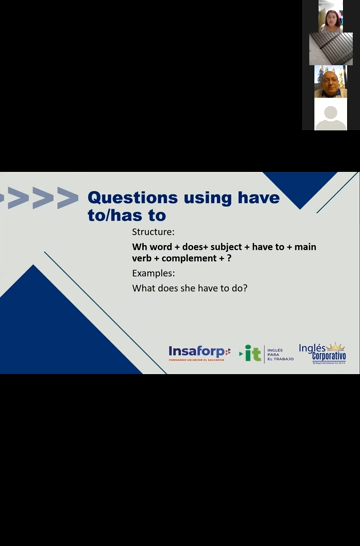 Questions using have
to/has to
Structure:
Wh word + does+ subject + have to + main
verb + complement + ?
Examples:
What does she have to do?
Insaforp
it
INGLÉS
PARA
EL TRABAJO
Inglés
Corporativo